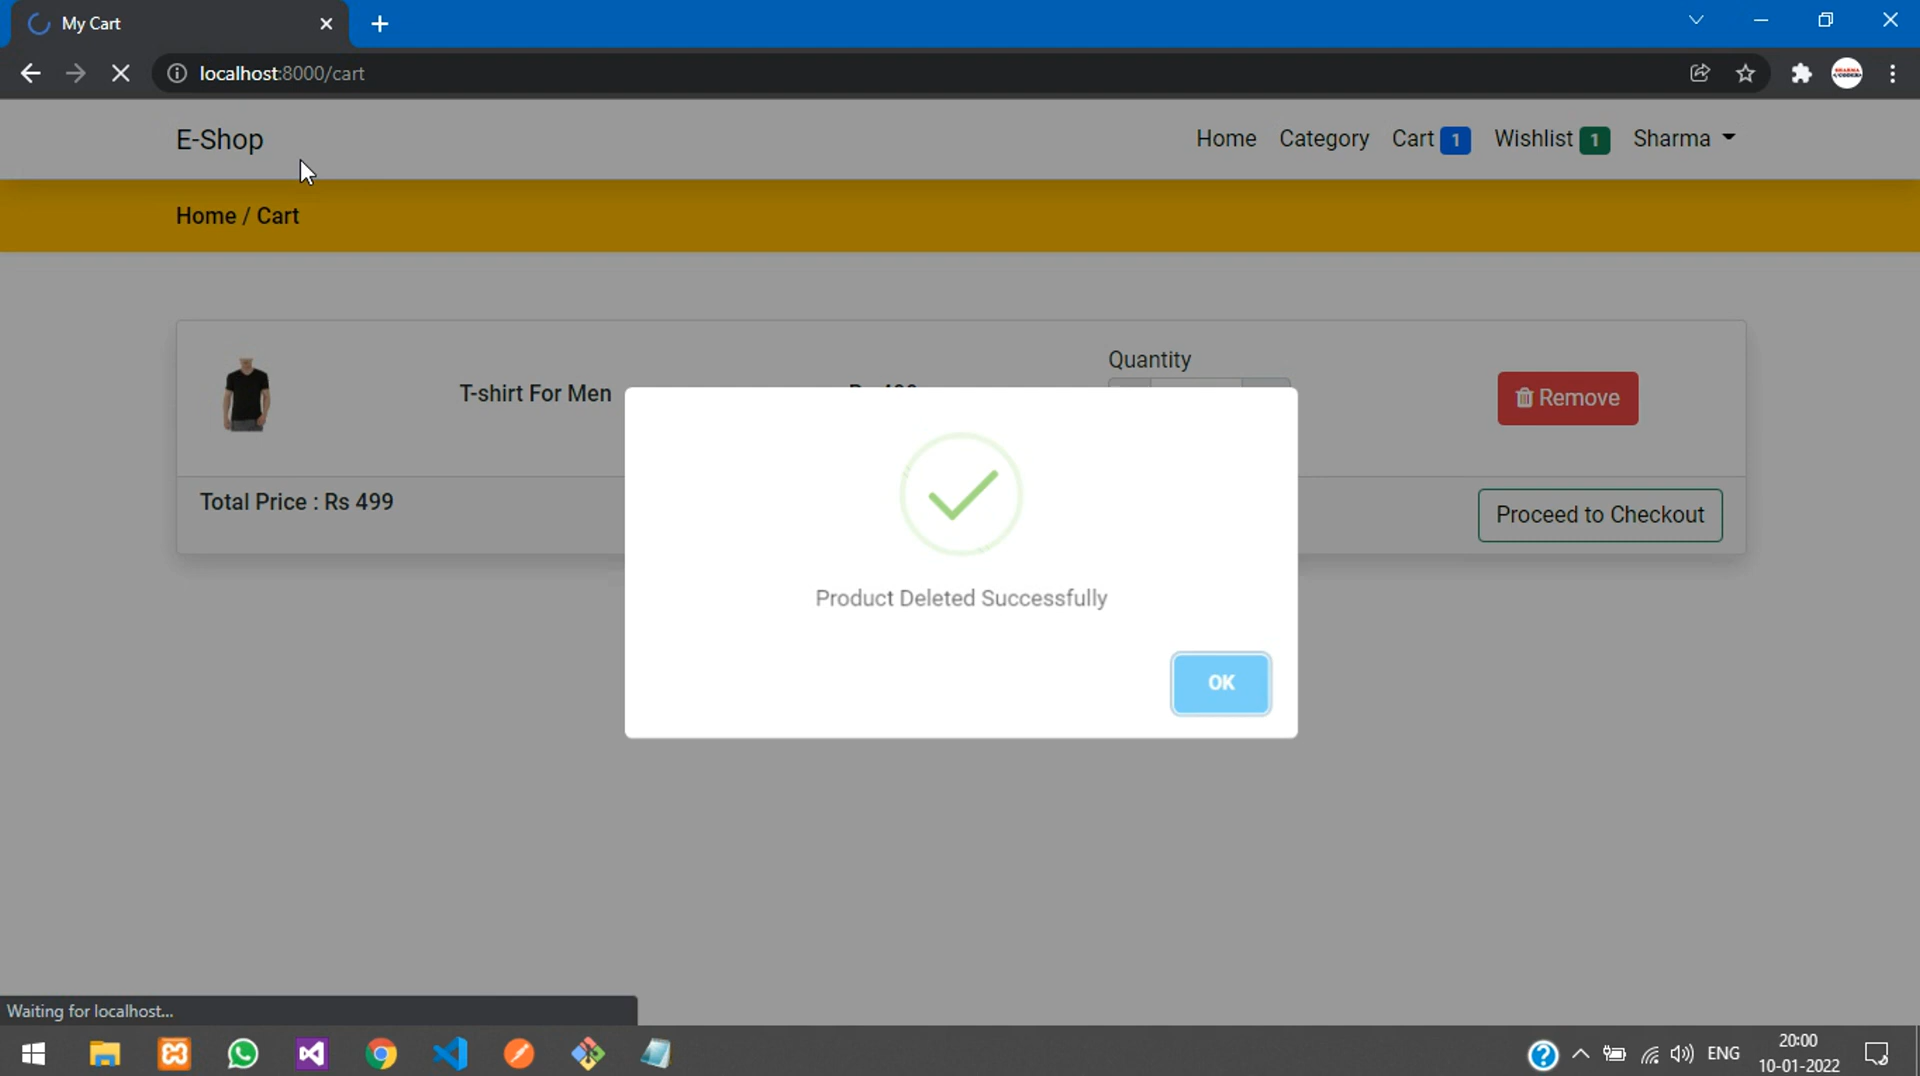 My Cart
localhost:8000/cart
E-Shop
Home Category Cart 1 Wishlist 1 Sharma
Home / Cart
Quantity
T-shirt For Men
Remove
Total Price : Rs 499
Proceed to Checkout
Product Deleted Successfully
OK
Waiting for localhost...
ENG
20:00
10-01-2022